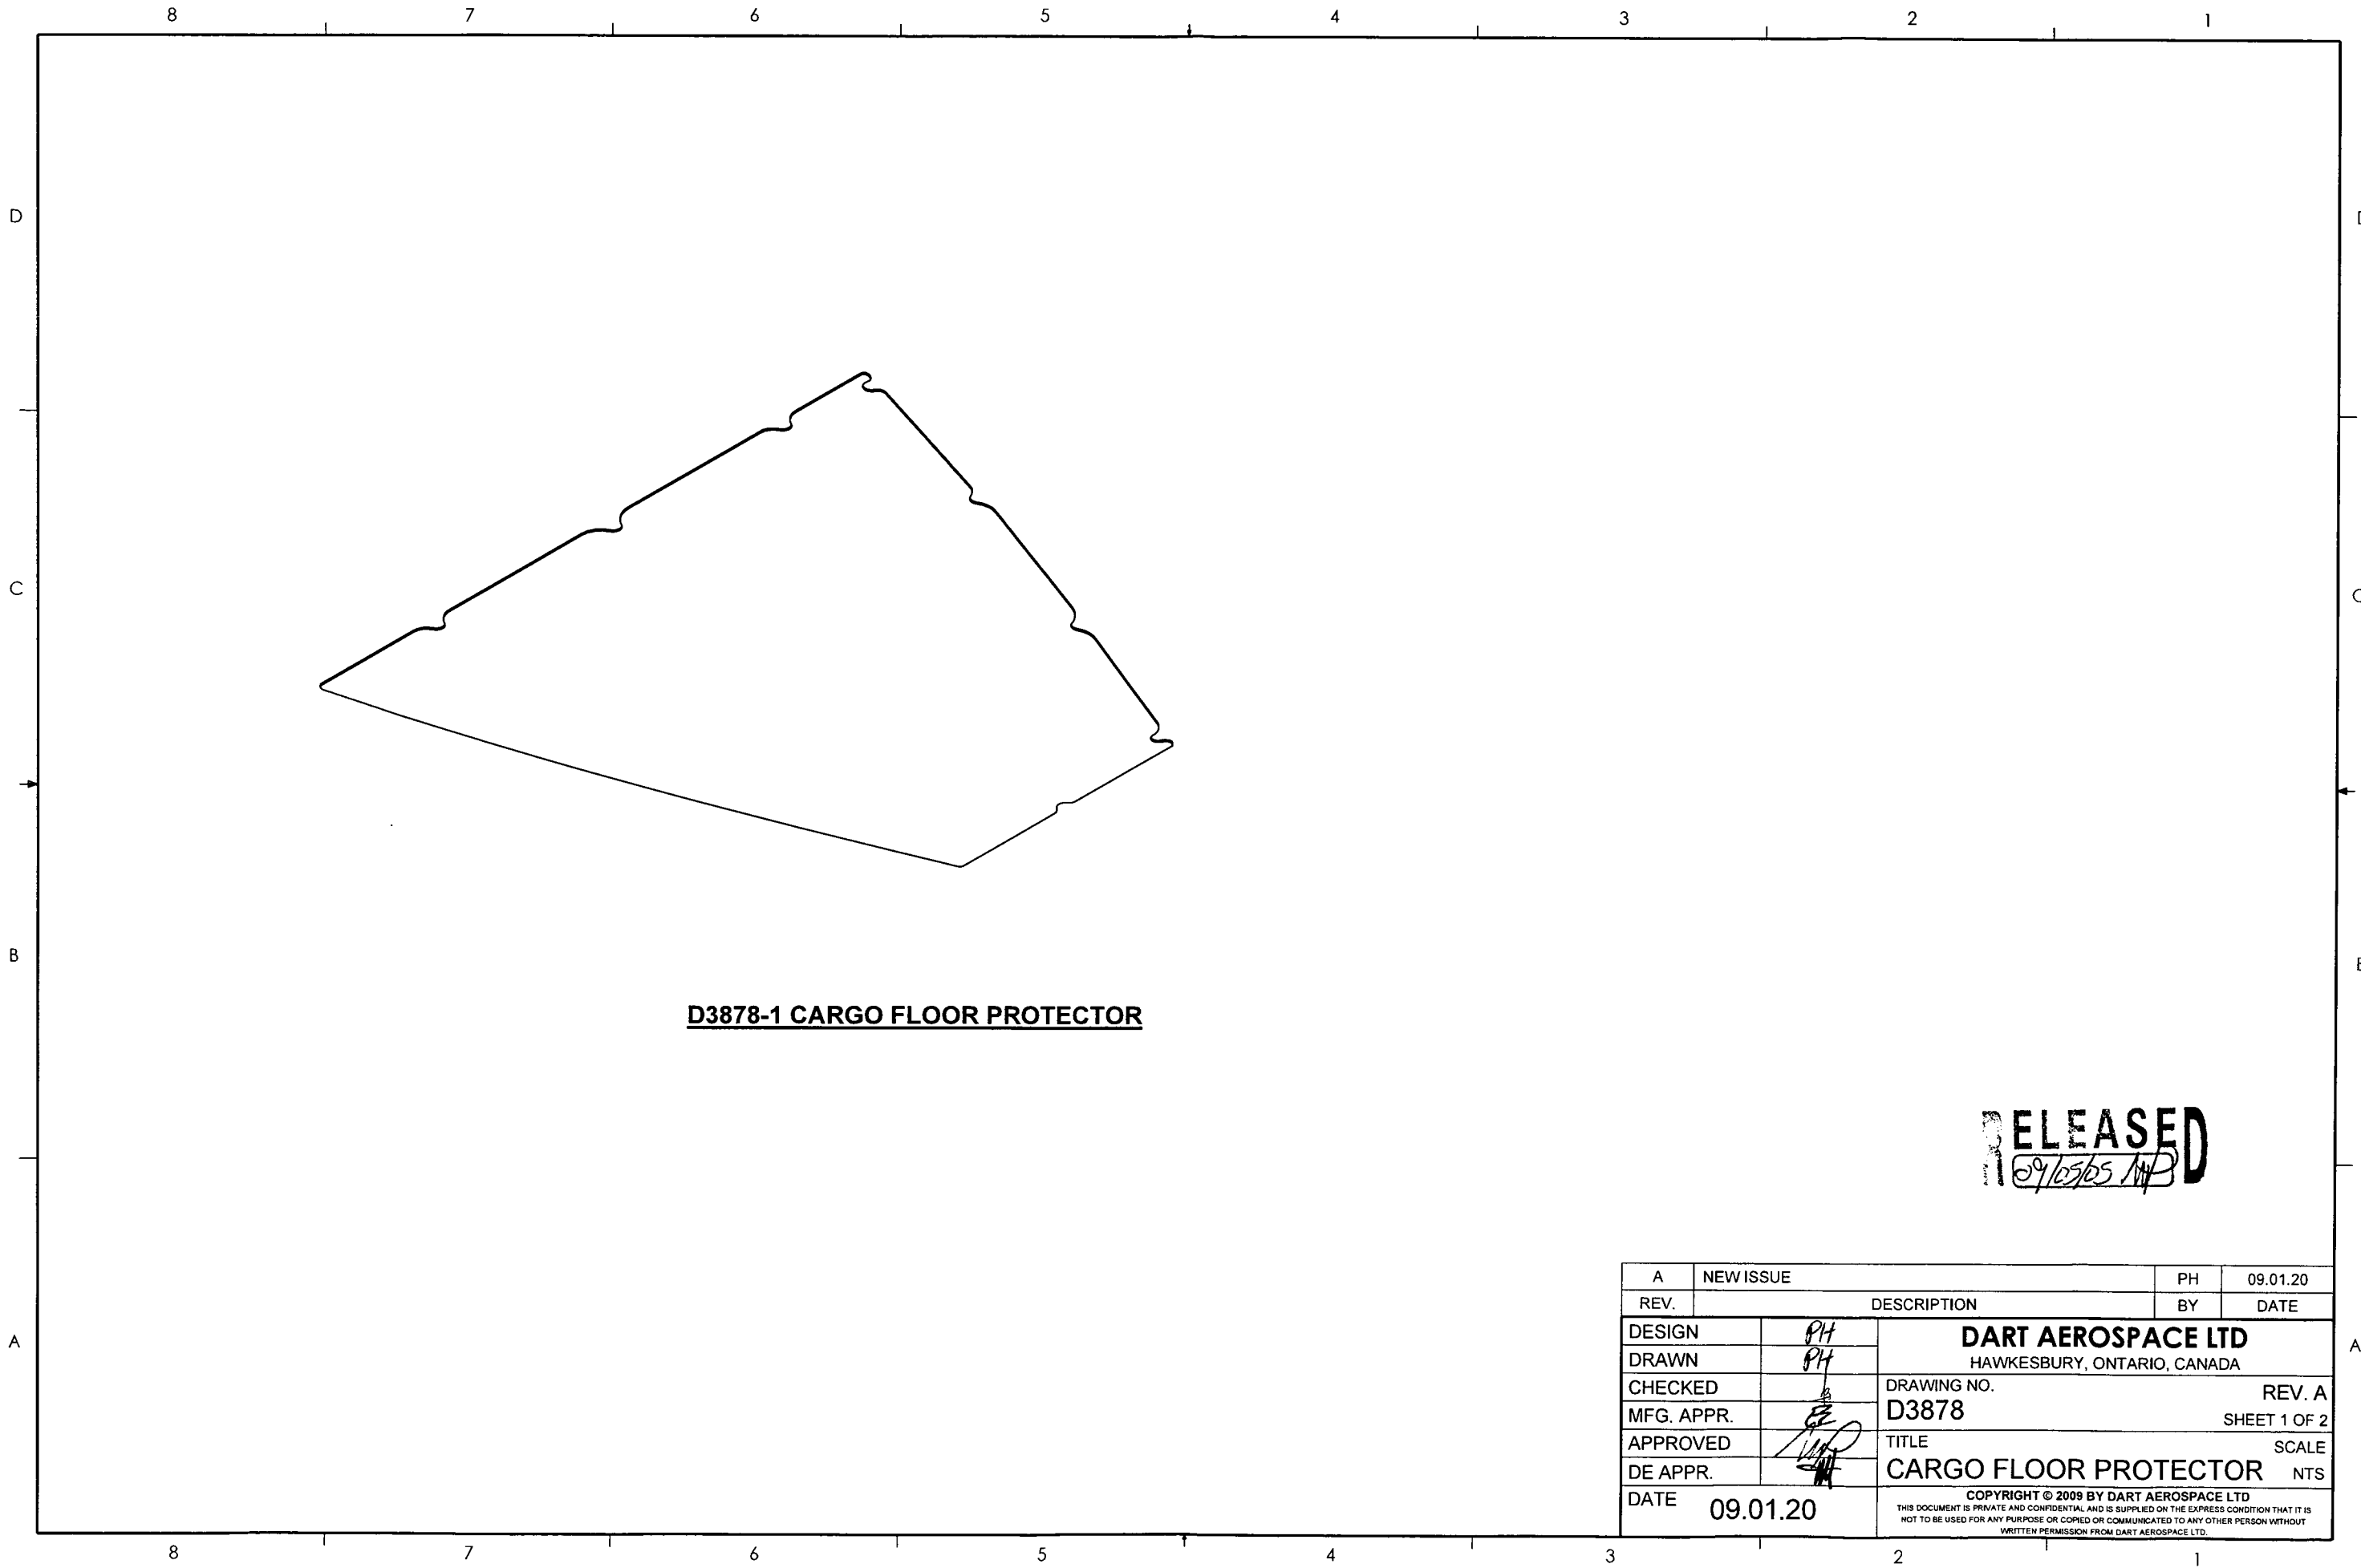 8 7 6 5 4 3 2 1
D
C
C
B
A A
D3878-1 CARGO FLOOR PROTECTOR
RELEASED
A NEW ISSUE PH 09.01.20
REV. DESCRIPTION BY DATE
DESIGN PH
DRAWN PH
CHECKED
MFG. APPR.
APPROVED
DE APPR.
DATE 09.01.20
DART AEROSPACE LTD
HAWKESBURY, ONTARIO, CANADA
DRAWING NO. REV. A
D3878 SHEET 1 OF 2
TITLE SCALE
CARGO FLOOR PROTECTOR NTS
COPYRIGHT © 2009 BY DART AEROSPACE LTD
THIS DOCUMENT IS PRIVATE AND CONFIDENTIAL AND IS SUPPLIED ON THE EXPRESS CONDITION THAT IT IS
NOT TO BE USED FOR ANY PURPOSE OR COPIED OR COMMUNICATED TO ANY OTHER PERSON WITHOUT
WRITTEN PERMISSION FROM DART AEROSPACE LTD.
8 7 6 5 4 3 2 1